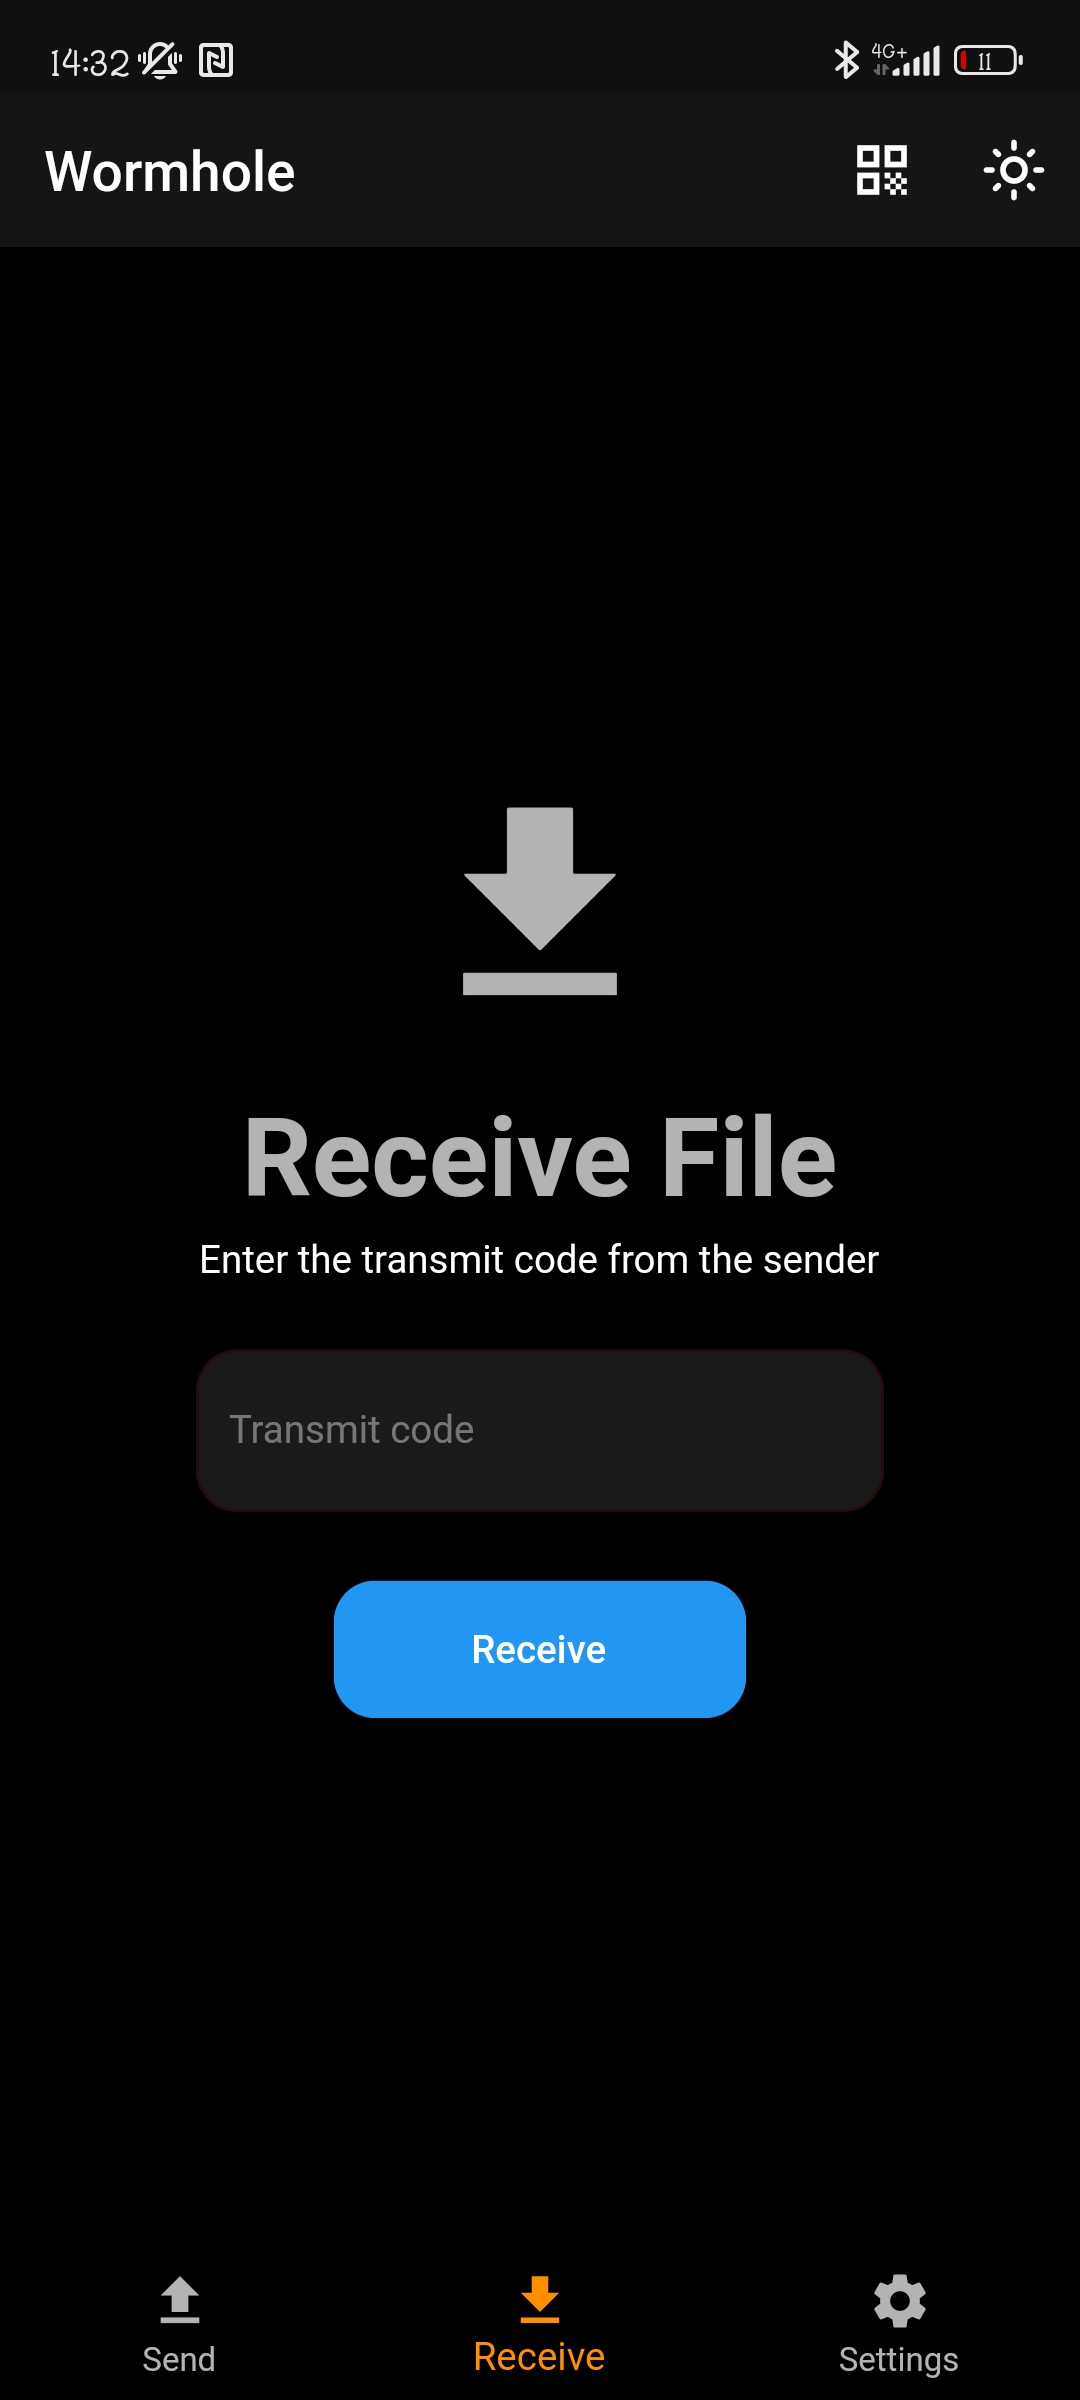 14:32
4G+
11
Wormhole
Receive File
Enter the transmit code from the sender
Transmit code
Receive
Send
Receive
Settings